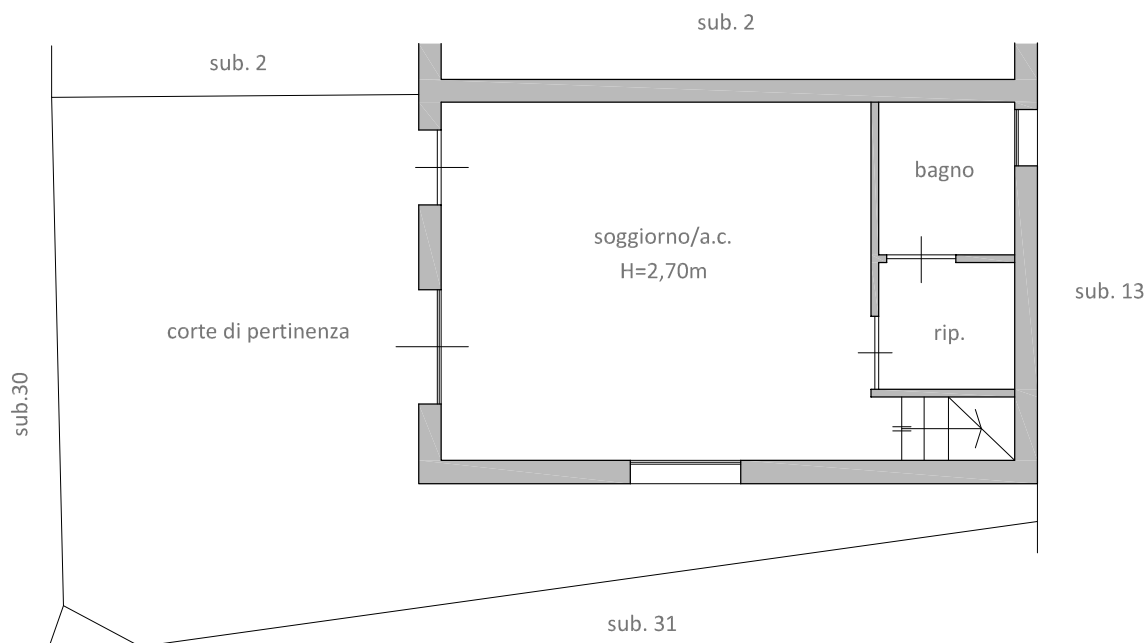 sub. 2
sub. 2
bagno
soggiorno/a.c.
H=2,70m
sub. 13
corte di pertinenza
rip.
sub.30
sub. 31